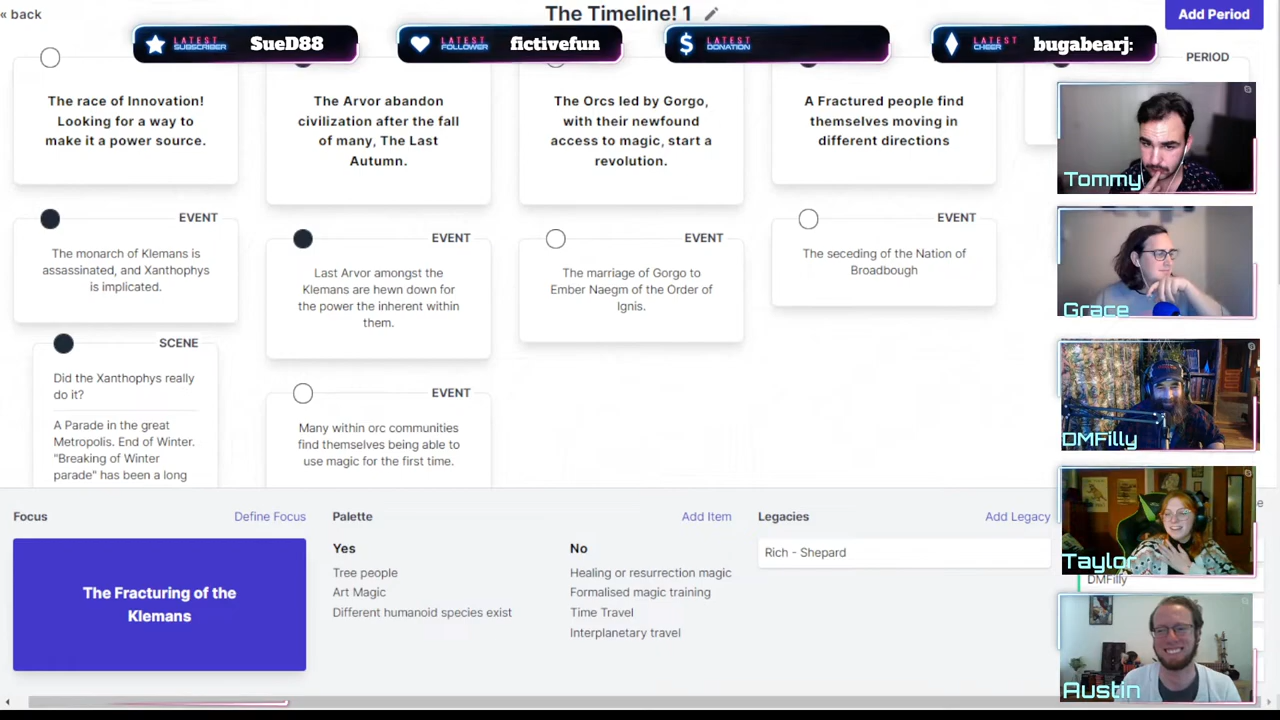 « back
The Timeline! 1
Add Period
LATEST
SUBSCRIBER
SueD88
LATEST
FOLLOWER
fictivefun
LATEST
DONATION
LATEST
CHEER
bugabearj:
PERIOD
The race of Innovation!
Looking for a way to
make it a power source.
The Arvor abandon
civilization after the fall
of many, The Last
Autumn.
The Orcs led by Gorgo,
with their newfound
access to magic, start a
revolution.
A Fractured people find
themselves moving in
different directions
EVENT
The monarch of Klemans is
assassinated, and Xanthophys
is implicated.
EVENT
Last Arvor amongst the
Klemans are hewn down for
the power the inherent within
them.
EVENT
The marriage of Gorgo to
Ember Naegm of the Order of
Ignis.
EVENT
The seceding of the Nation of
Broadbough
SCENE
Did the Xanthophys really
do it?
A Parade in the great
Metropolis. End of Winter.
"Breaking of Winter
parade" has been a long
EVENT
Many within orc communities
find themselves being able to
use magic for the first time.
Focus
Define Focus
The Fracturing of the
Klemans
Palette
Add Item
Yes
Tree people
Art Magic
Different humanoid species exist
No
Healing or resurrection magic
Formalised magic training
Time Travel
Interplanetary travel
Legacies
Add Legacy
Rich - Shepard
Tommy
Grace
DMFilly
Taylor
DMFilly
Austin